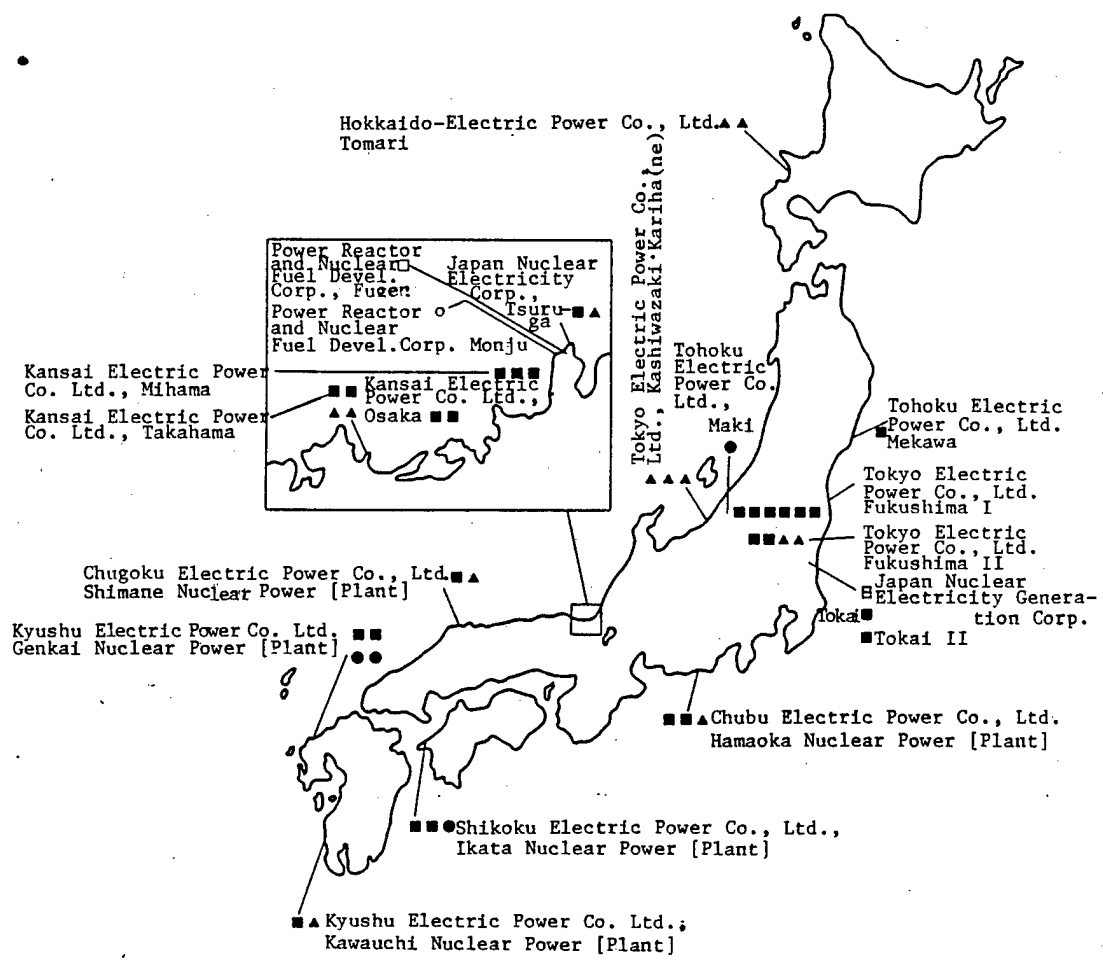 Hokkaido-Electric Power Co., Ltd.
Tomari
Tokyo Electric Power Co.,
Ltd., Kashiwazaki·Kariha(ne)
Power Reactor
and Nuclear
Fuel Devel.
Corp., Fugen
Japan Nuclear
Electricity
Corp.,
Tsuru-
ga
Power Reactor
and Nuclear
Fuel Devel.Corp. Monju
Kansai Electric Power
Co. Ltd., Mihama
Kansai Electric
Power Co. Ltd.,
Osaka
Kansai Electric Power
Co. Ltd., Takahama
Tohoku
Electric
Power Co.
Ltd.,
Maki
Tohoku Electric
Power Co., Ltd.
Mekawa
Tokyo Electric
Power Co., Ltd.
Fukushima I
Tokyo Electric
Power Co., Ltd.
Fukushima II
Japan Nuclear
Electricity Genera-
tion Corp.
Tokai
Tokai II
Chugoku Electric Power Co., Ltd.
Shimane Nuclear Power [Plant]
Kyushu Electric Power Co. Ltd.
Genkai Nuclear Power [Plant]
Chubu Electric Power Co., Ltd.
Hamaoka Nuclear Power [Plant]
Shikoku Electric Power Co., Ltd.,
Ikata Nuclear Power [Plant]
Kyushu Electric Power Co. Ltd.,
Kawauchi Nuclear Power [Plant]